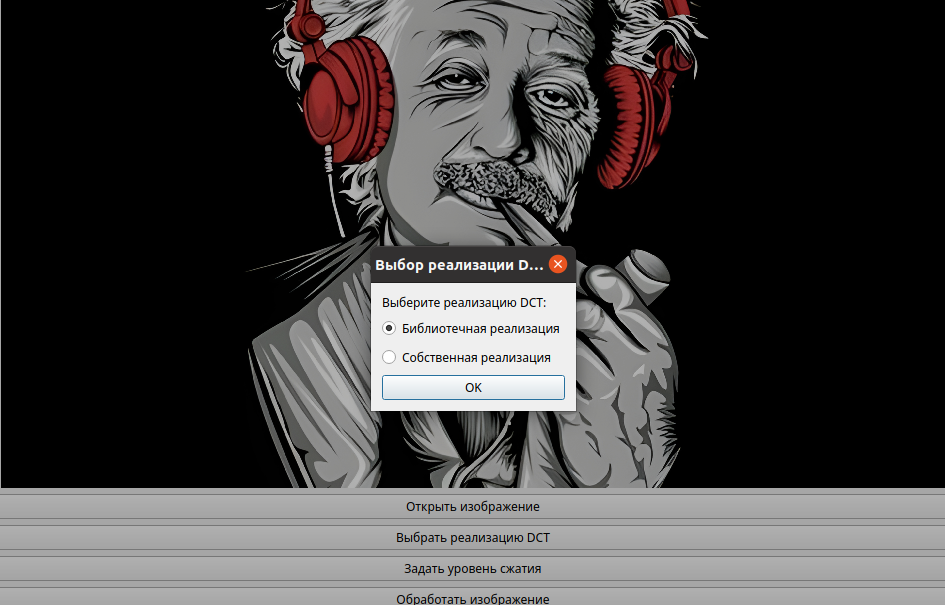 Выбор реализации D...
Выберите реализацию DCT:
Библиотечная реализация
Собственная реализация
OK
Открыть изображение
Выбрать реализацию DCT
Задать уровень сжатия
Обработать изображение